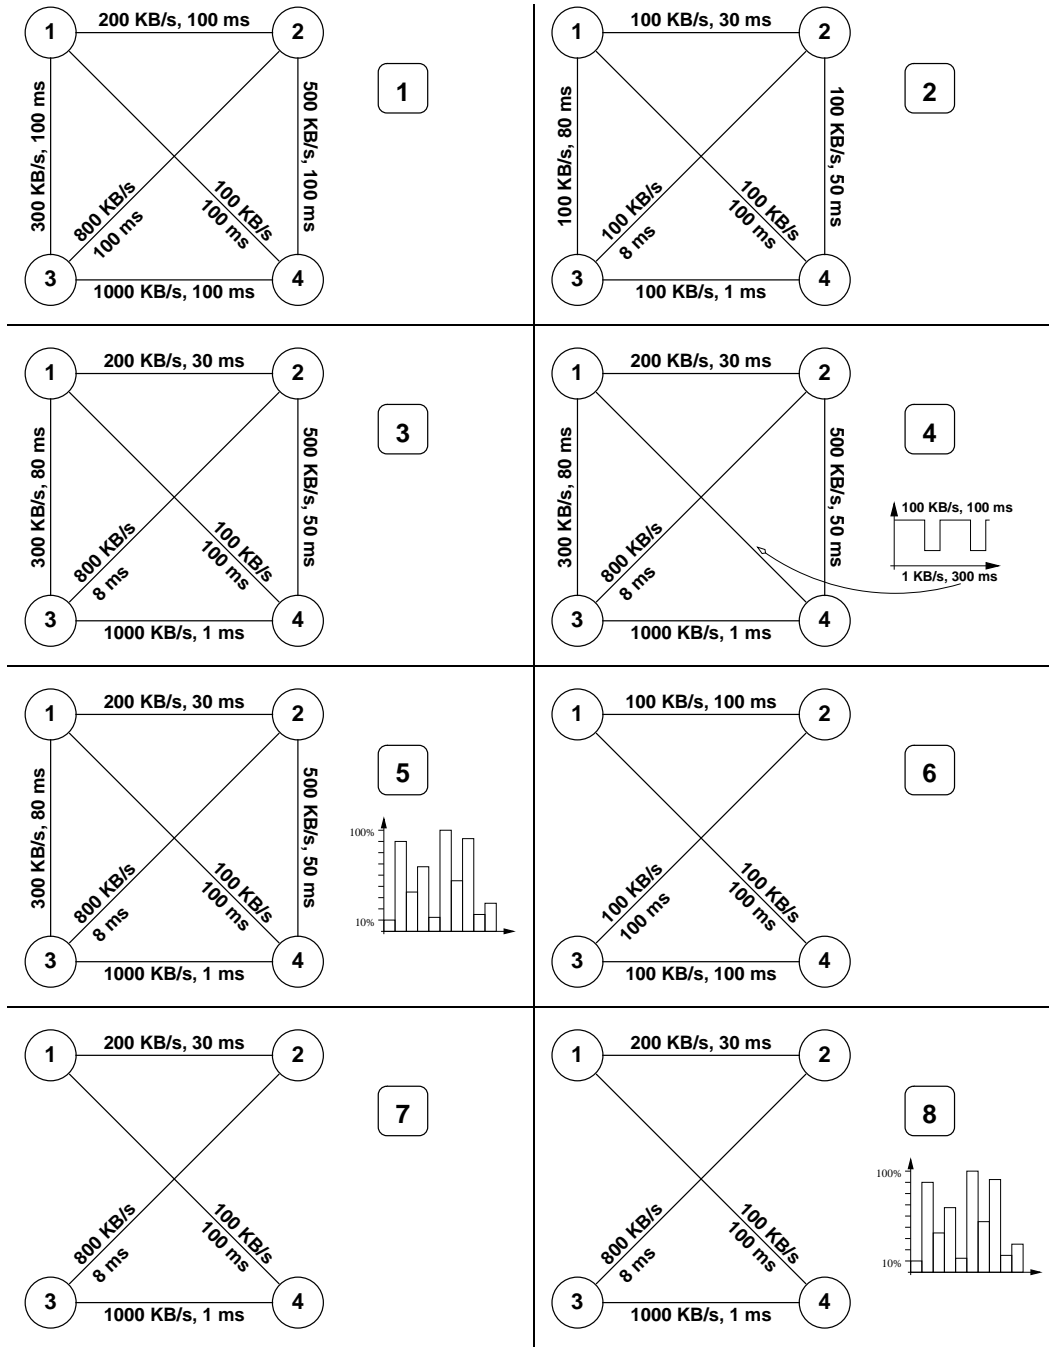 1
200 KB/s, 100 ms
2
1
300 KB/s, 100 ms
500 KB/s, 100 ms
800 KB/s
100 ms
100 KB/s
100 ms
3
4
1000 KB/s, 100 ms
1
100 KB/s, 30 ms
2
2
100 KB/s, 80 ms
100 KB/s, 50 ms
100 KB/s
8 ms
100 KB/s
100 ms
3
4
100 KB/s, 1 ms
1
200 KB/s, 30 ms
2
3
300 KB/s, 80 ms
500 KB/s, 50 ms
800 KB/s
8 ms
100 KB/s
100 ms
3
4
1000 KB/s, 1 ms
1
200 KB/s, 30 ms
2
4
300 KB/s, 80 ms
500 KB/s, 50 ms
100 KB/s, 100 ms
1 KB/s, 300 ms
800 KB/s
8 ms
3
4
1000 KB/s, 1 ms
1
200 KB/s, 30 ms
2
5
300 KB/s, 80 ms
500 KB/s, 50 ms
100%
10%
800 KB/s
8 ms
100 KB/s
100 ms
3
4
1000 KB/s, 1 ms
1
100 KB/s, 100 ms
2
6
100 KB/s
100 ms
100 KB/s
100 ms
3
4
100 KB/s, 100 ms
1
200 KB/s, 30 ms
2
7
800 KB/s
8 ms
100 KB/s
100 ms
3
4
1000 KB/s, 1 ms
1
200 KB/s, 30 ms
2
8
100%
10%
800 KB/s
8 ms
100 KB/s
100 ms
3
4
1000 KB/s, 1 ms